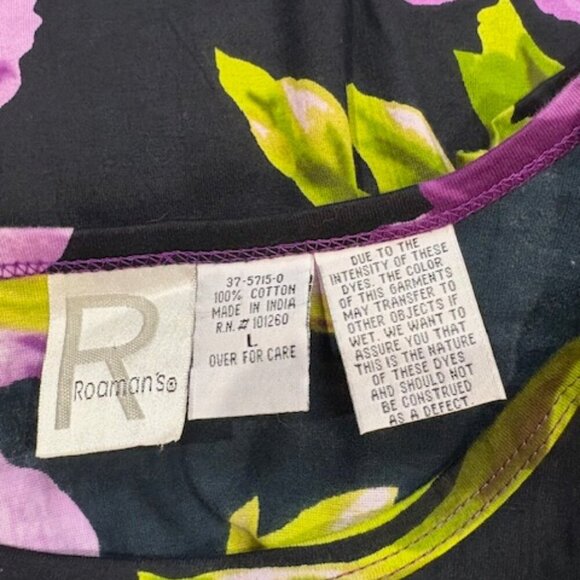 R
Roaman's®
37-5715-0
100% COTTON
MADE IN INDIA
R.N.# 101260
L
OVER FOR CARE
DUE TO THE
INTENSITY OF THESE
DYES. THE COLOR
OF THIS GARMENTS
MAY TRANSFER TO
OTHER OBJECTS IF
WET. WE WANT TO
ASSURE YOU THAT
THIS IS THE NATURE
OF THESE DYES
AND SHOULD NOT
BE CONSTRUED
AS A DEFECT.